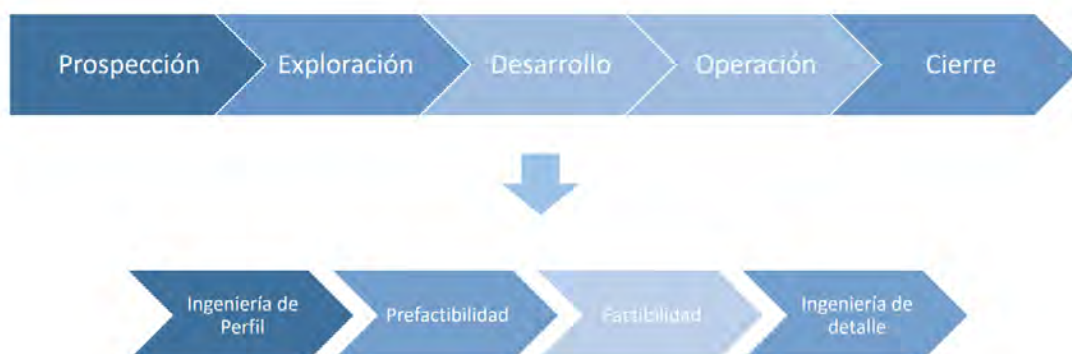 Prospección
Exploración
Desarrollo
Operación
Cierre
Ingeniería de
Perfil
Prefactibilidad
Factibilidad
Ingeniería de
detalle